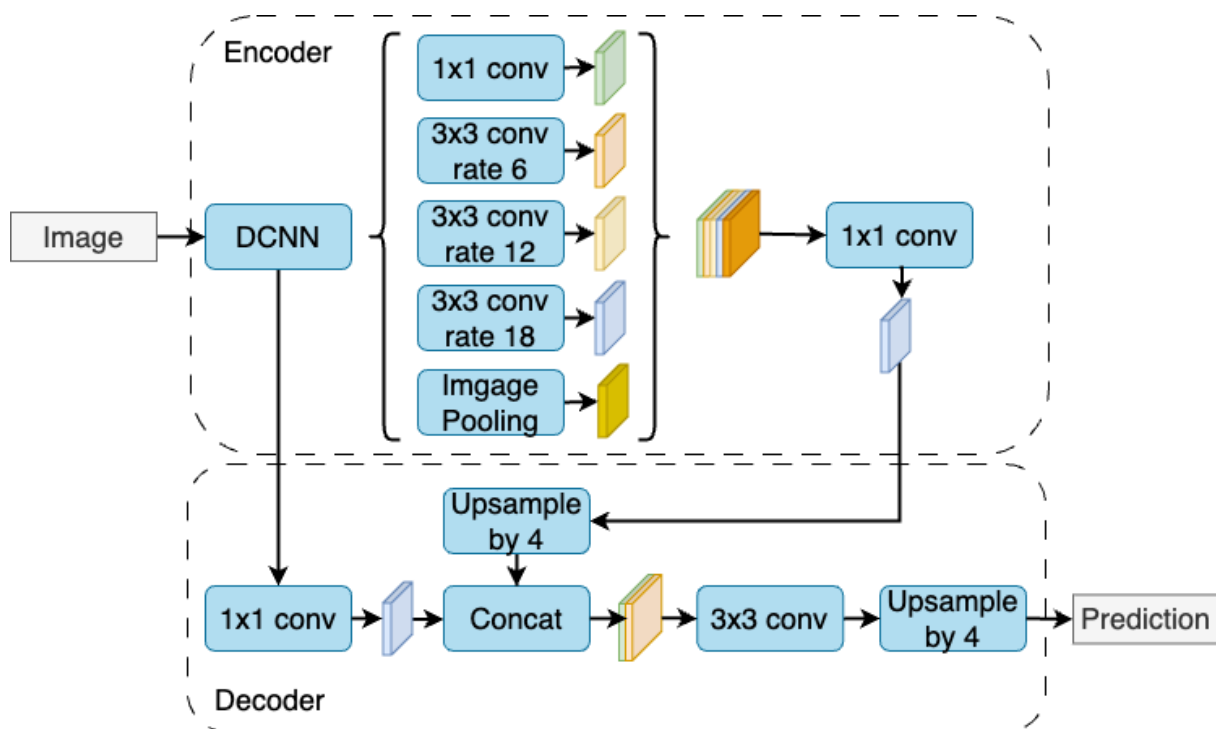 Encoder
1x1 conv
3x3 conv
rate 6
Image
DCNN
3x3 conv
rate 12
1x1 conv
3x3 conv
rate 18
Imgage
Pooling
Upsample
by 4
1x1 conv
Concat
3x3 conv
Upsample
by 4
Prediction
Decoder